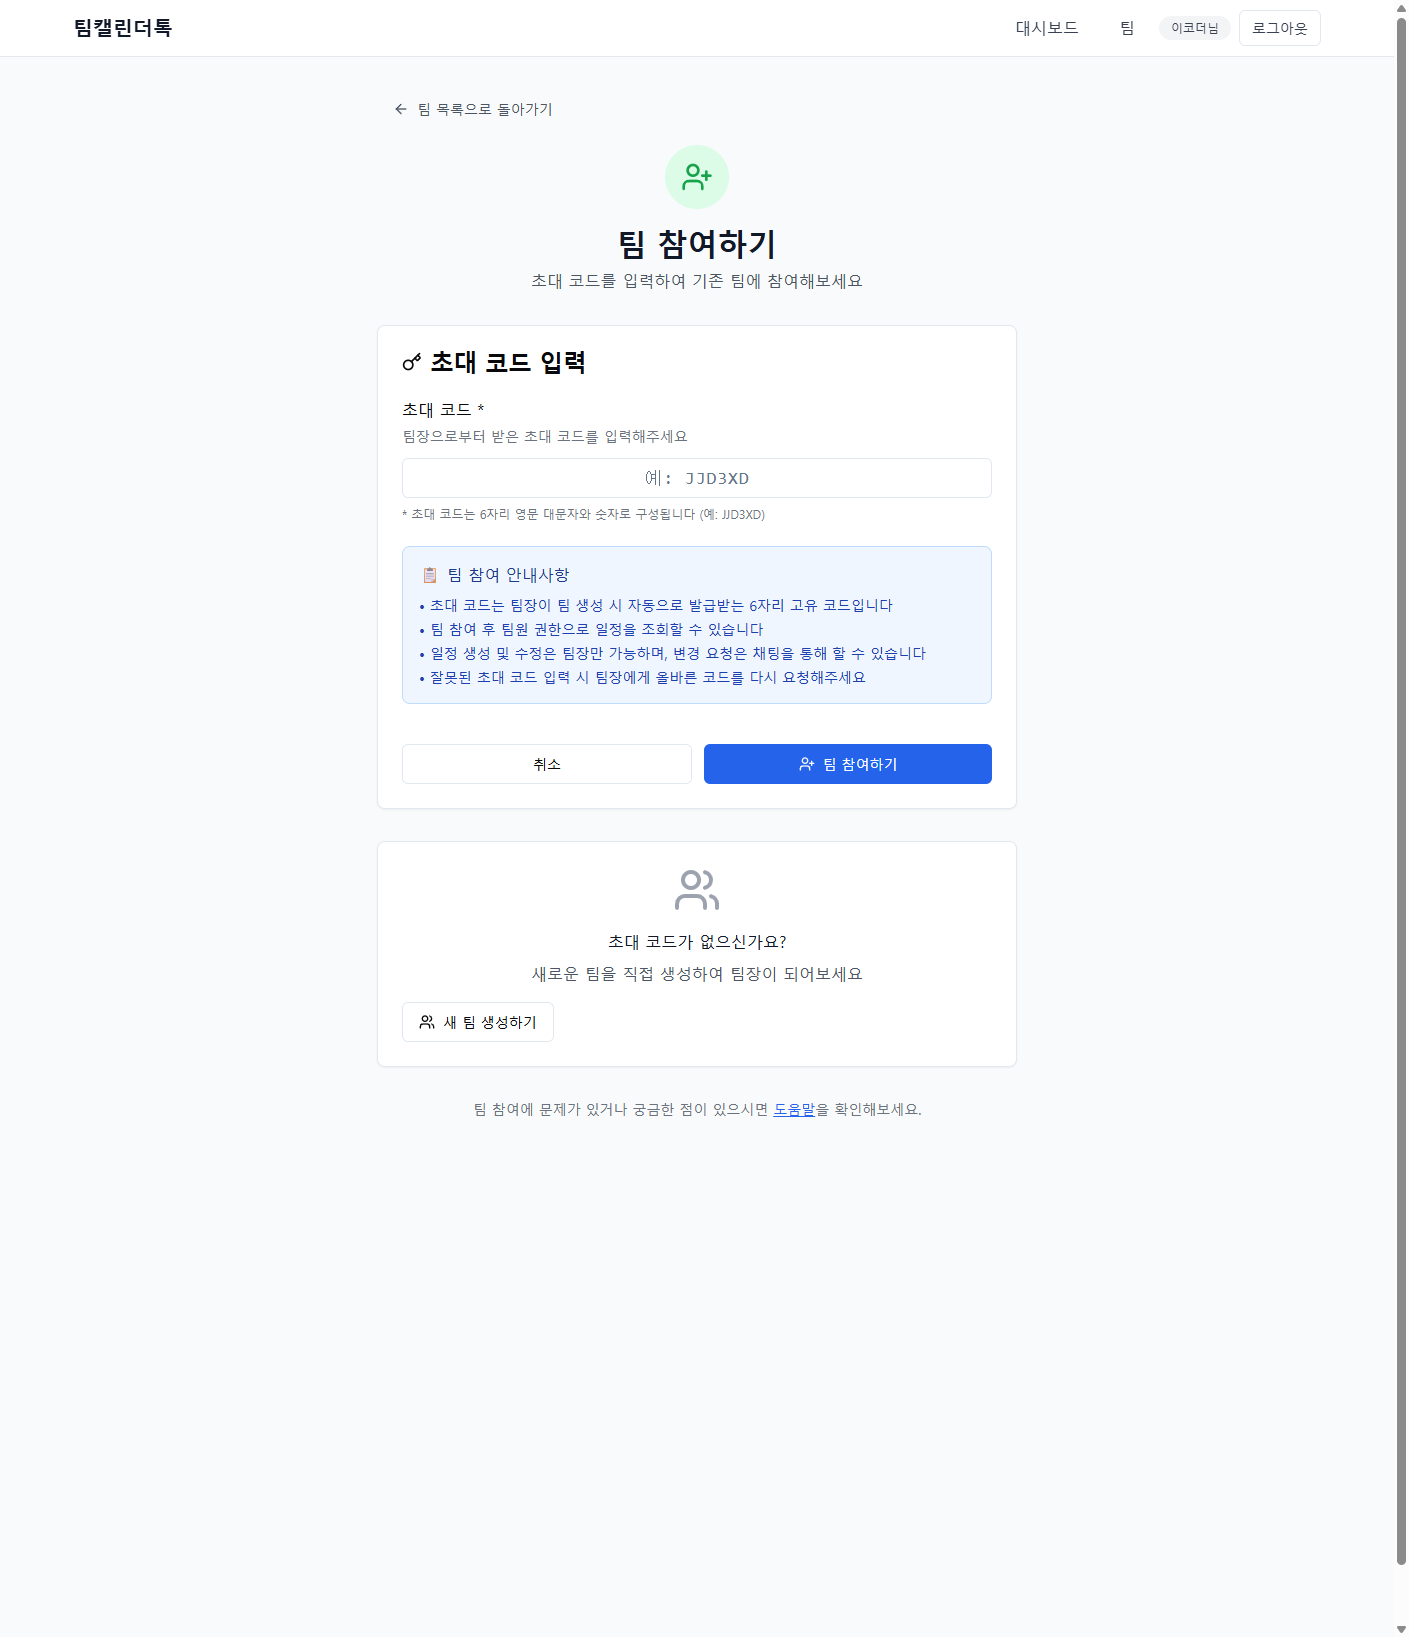 팀캘린더톡
대시보드 팀 이코더님 로그아웃
팀 목록으로 돌아가기
팀 참여하기
초대 코드를 입력하여 기존 팀에 참여해보세요
초대 코드 입력
초대 코드 *
팀장으로부터 받은 초대 코드를 입력해주세요
예: JJD3XD
* 초대 코드는 6자리 영문 대문자와 숫자로 구성됩니다 (예: JJD3XD)
📋 팀 참여 안내사항
• 초대 코드는 팀장이 팀 생성 시 자동으로 발급받는 6자리 고유 코드입니다
• 팀 참여 후 팀원 권한으로 일정을 조회할 수 있습니다
• 일정 생성 및 수정은 팀장만 가능하며, 변경 요청은 채팅을 통해 할 수 있습니다
• 잘못된 초대 코드 입력 시 팀장에게 올바른 코드를 다시 요청해주세요
취소 팀 참여하기
초대 코드가 없으신가요?
새로운 팀을 직접 생성하여 팀장이 되어보세요
새 팀 생성하기
팀 참여에 문제가 있거나 궁금한 점이 있으시면 도움말을 확인해보세요.